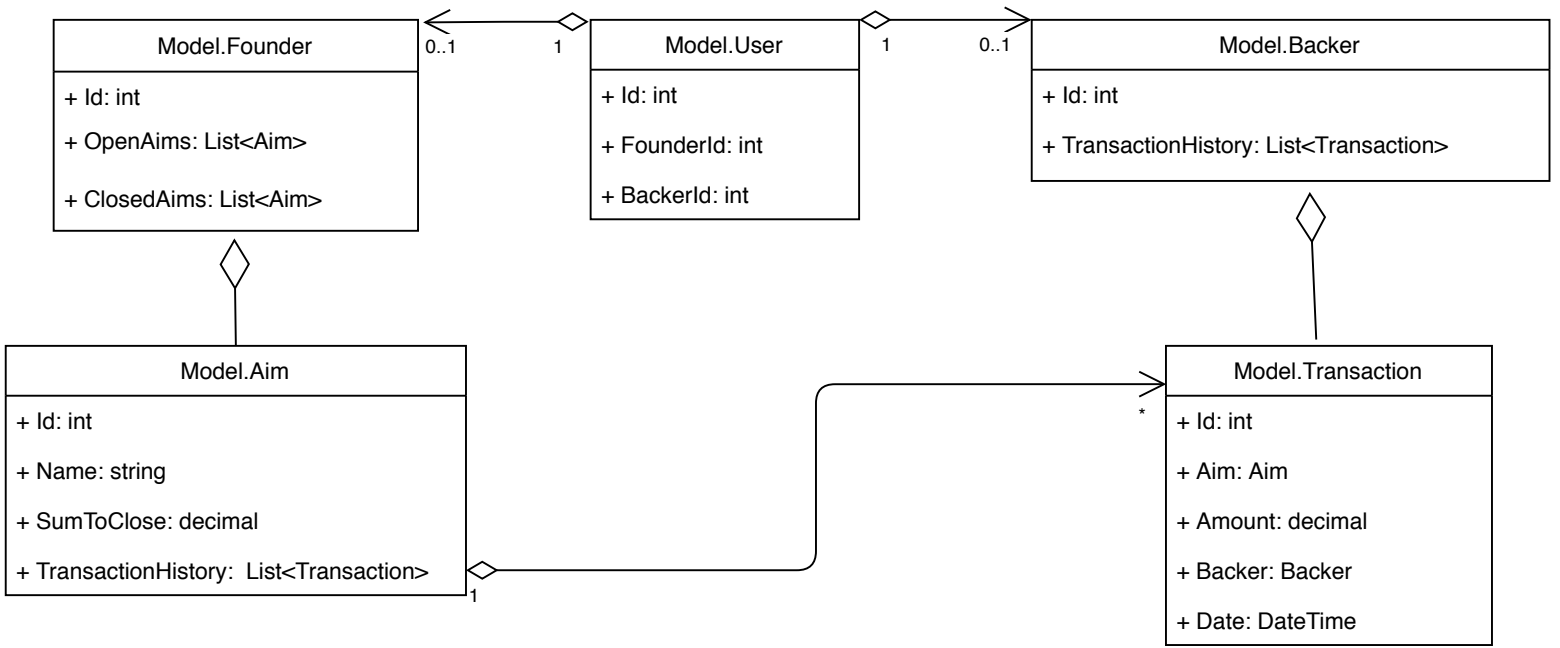 Model.Founder
+ Id: int
+ OpenAims: List<Aim>
+ ClosedAims: List<Aim>
0..1
1
Model.User
+ Id: int
+ FounderId: int
+ BackerId: int
1
0..1
Model.Backer
+ Id: int
+ TransactionHistory: List<Transaction>
Model.Aim
+ Id: int
+ Name: string
+ SumToClose: decimal
+ TransactionHistory:  List<Transaction>
1
*
Model.Transaction
+ Id: int
+ Aim: Aim
+ Amount: decimal
+ Backer: Backer
+ Date: DateTime